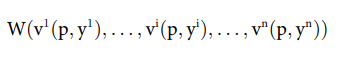 W(v¹(p, y¹), . . . , vⁱ(p, yⁱ), . . . , vⁿ(p, yⁿ))